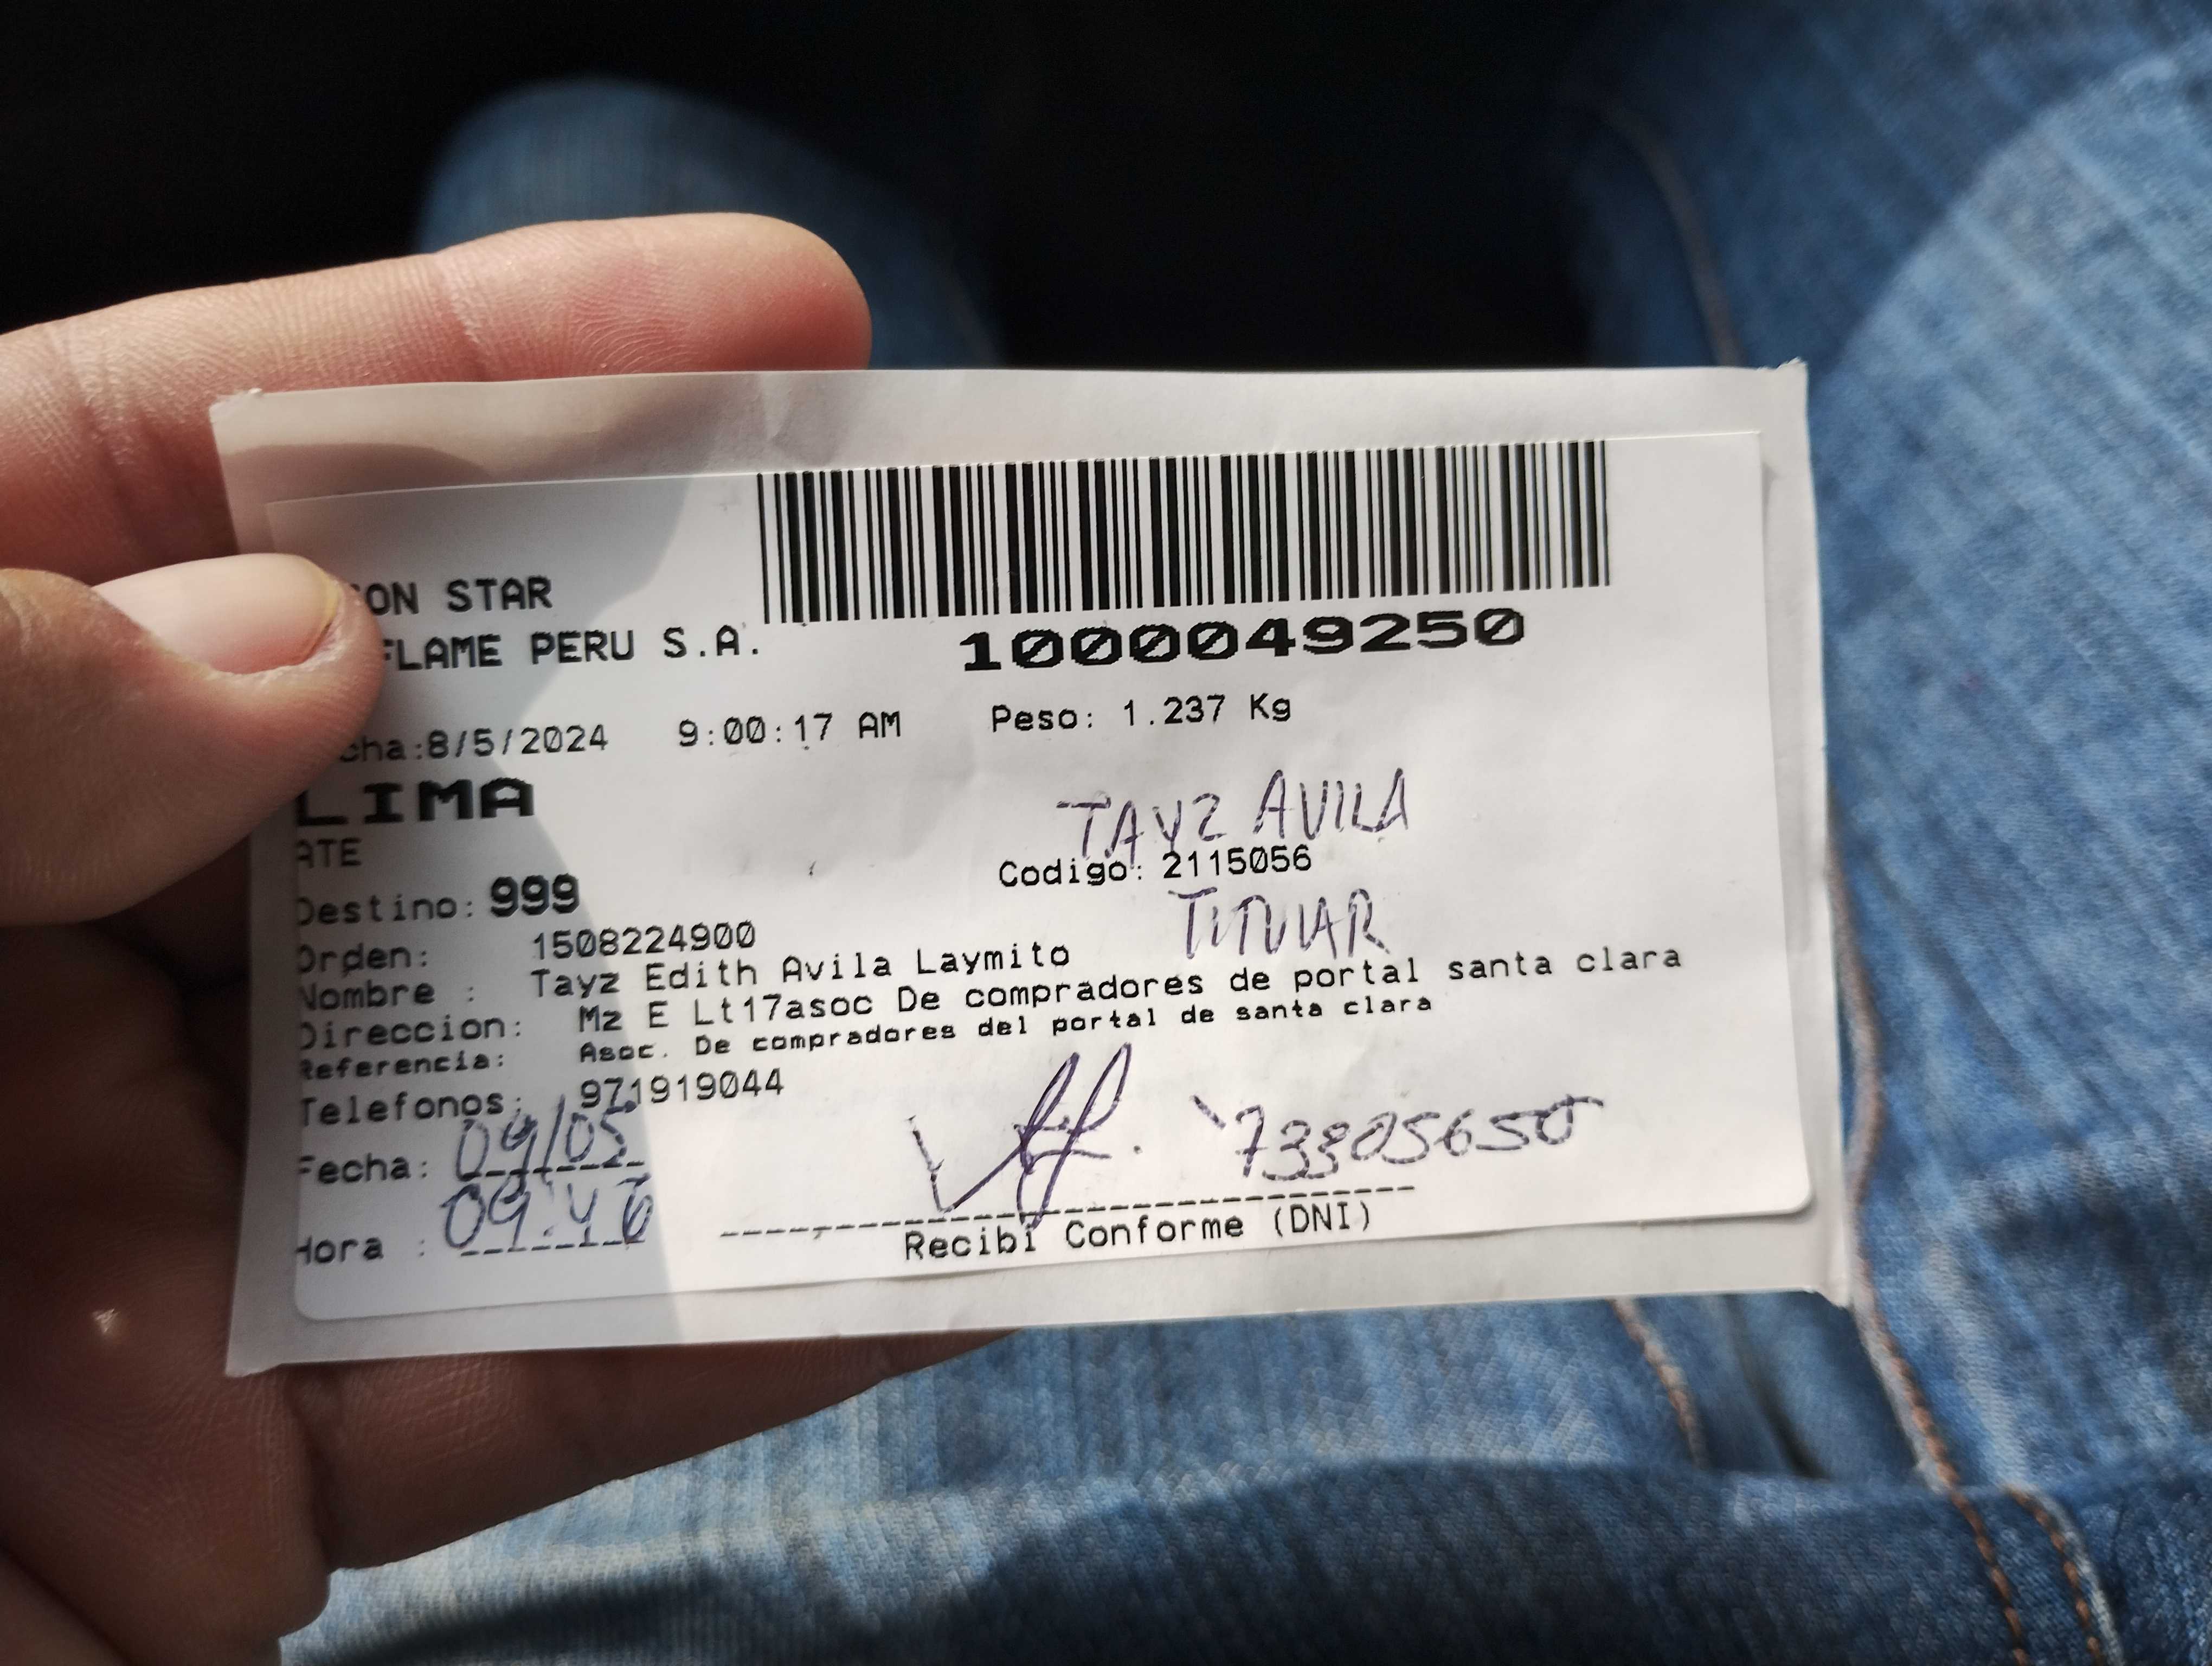 ON STAR
FLAME PERU S.A.
1000049250
cha:8/5/2024 9:00:17 AM Peso: 1.237 Kg
LIMA
TAYZ AVILA
ATE
Codigo: 2115056
Destino: 999
TITULAR
Orden: 1508224900
Nombre : Tayz Edith Avila Laymito
Direccion: Mz E Lt17asoc De compradores de portal santa clara
Referencia: Asoc. De compradores del portal de santa clara
Telefonos: 971919044
Fecha: 09/05
73305650
Hora : 09:46
Recibi Conforme (DNI)